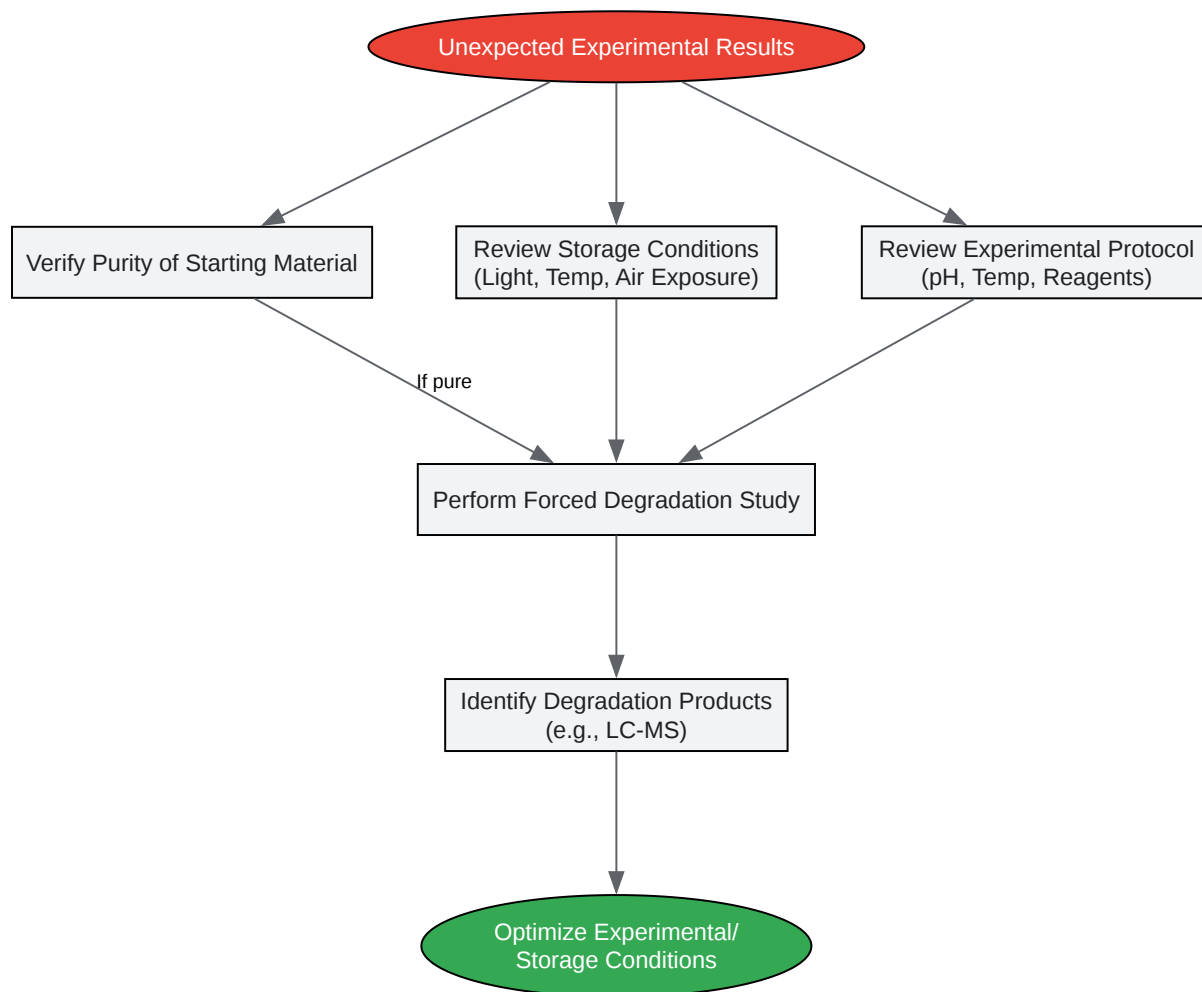 Unexpected Experimental Results
Verify Purity of Starting Material
Review Storage Conditions
(Light, Temp, Air Exposure)
Review Experimental Protocol
(pH, Temp, Reagents)
If pure
Perform Forced Degradation Study
Identify Degradation Products
(e.g., LC-MS)
Optimize Experimental/
Storage Conditions